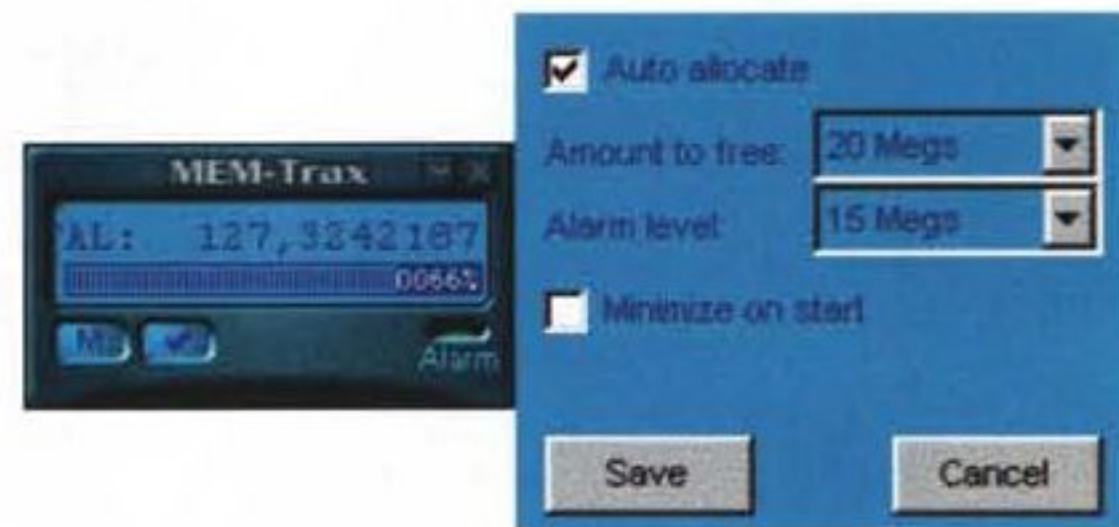 MEM-Trax
AL: 127,3242187
0066%
Alarm
Auto allocate
Amount to free:
20 Megs
Alarm level
15 Megs
Minimize on start
Save
Cancel